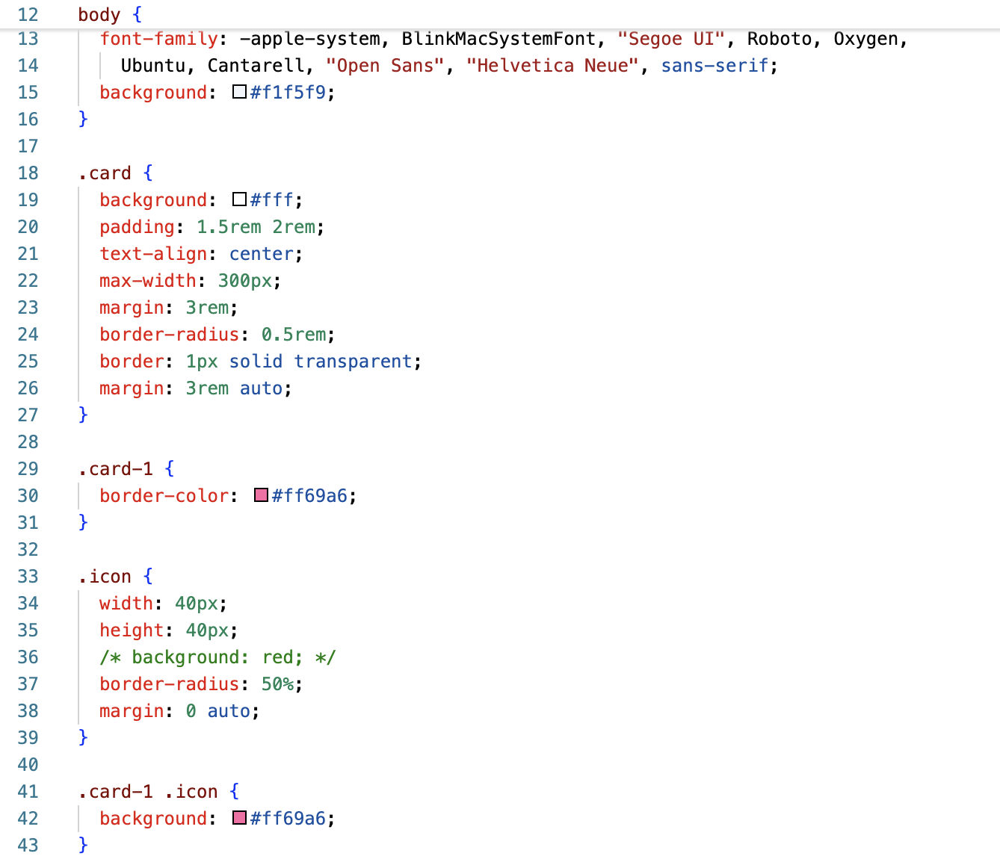 12 body {
13 font-family: -apple-system, BlinkMacSystemFont, "Segoe UI", Roboto, Oxygen,
14 Ubuntu, Cantarell, "Open Sans", "Helvetica Neue", sans-serif;
15 background: #f1f5f9;
16 }
17
18 .card {
19 background: #fff;
20 padding: 1.5rem 2rem;
21 text-align: center;
22 max-width: 300px;
23 margin: 3rem;
24 border-radius: 0.5rem;
25 border: 1px solid transparent;
26 margin: 3rem auto;
27 }
28
29 .card-1 {
30 border-color: #ff69a6;
31 }
32
33 .icon {
34 width: 40px;
35 height: 40px;
36 /* background: red; */
37 border-radius: 50%;
38 margin: 0 auto;
39 }
40
41 .card-1 .icon {
42 background: #ff69a6;
43 }